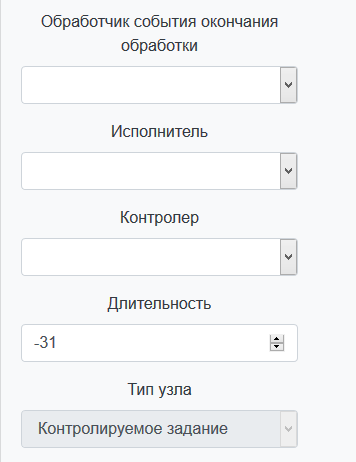 Обработчик события окончания
обработки
Исполнитель
Контролер
Длительность
-31
Тип узла
Контролируемое задание